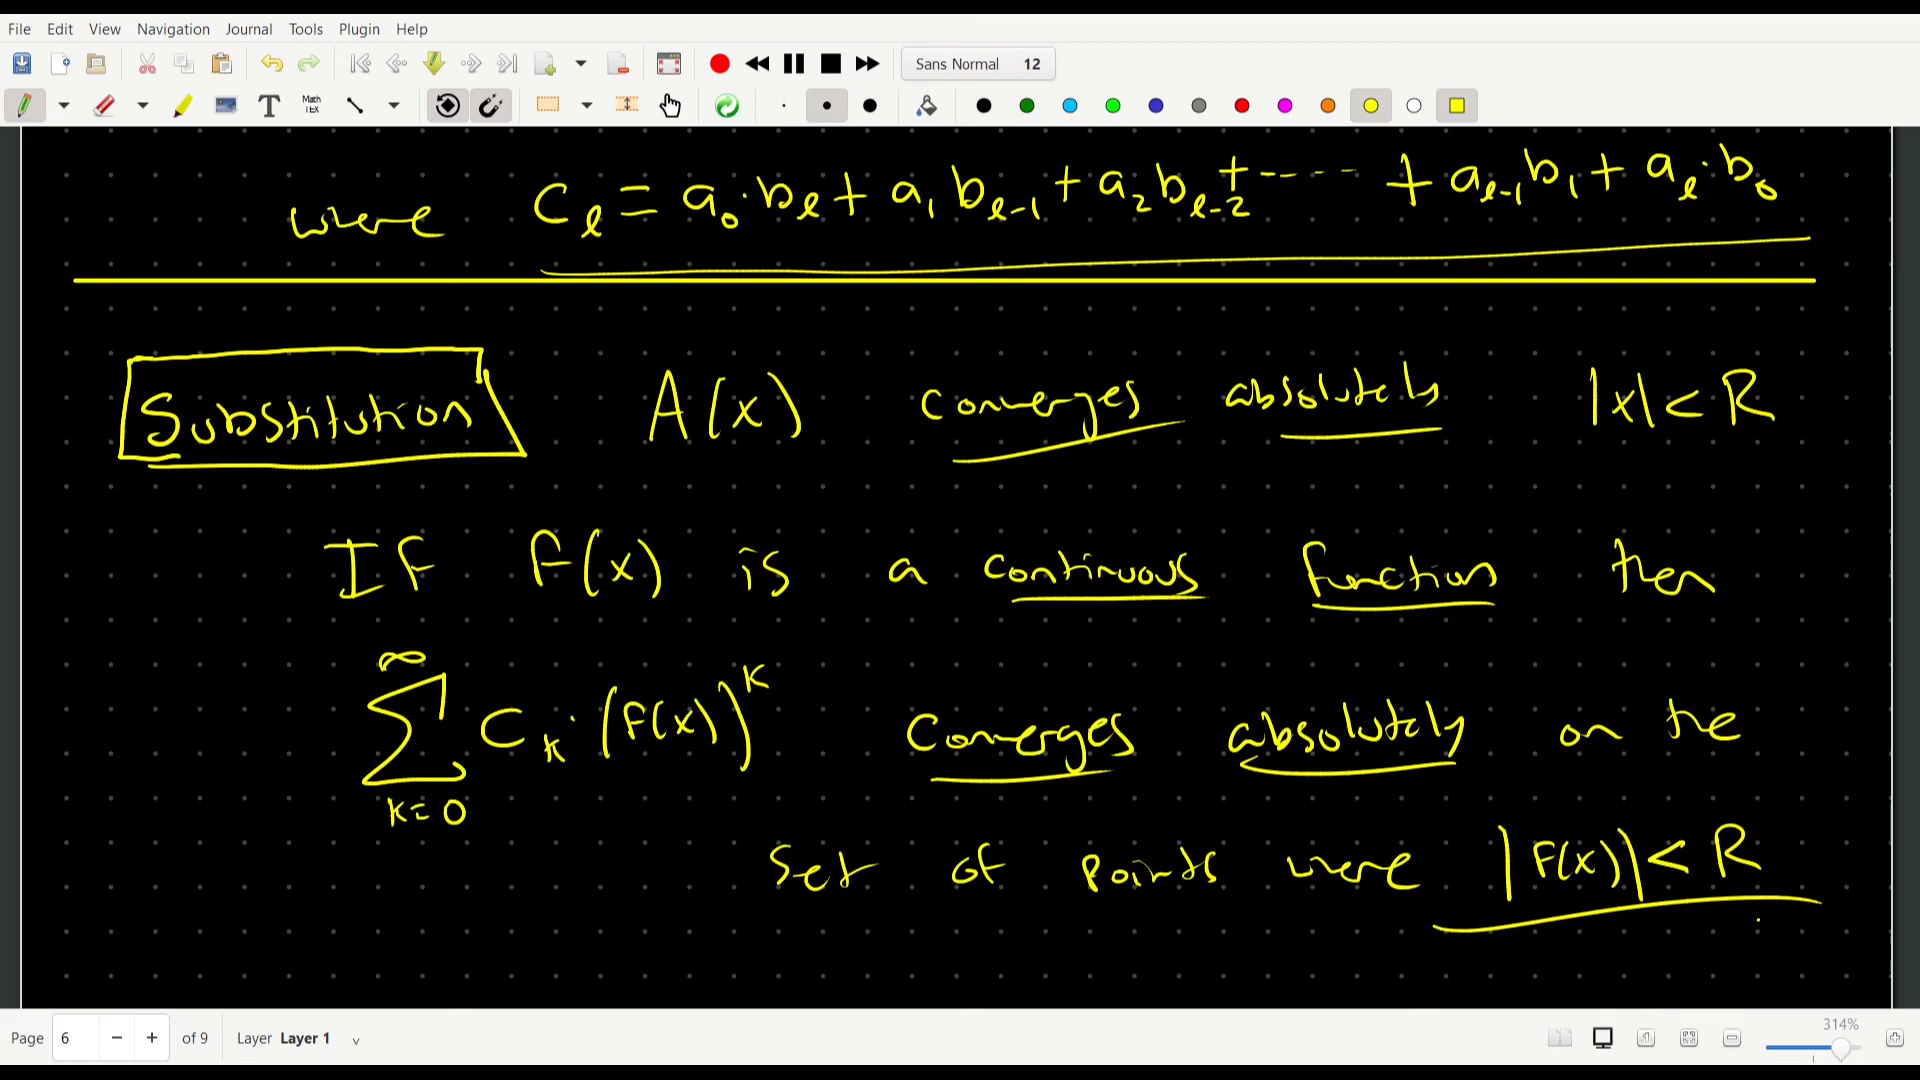 File Edit View Navigation Journal Tools Plugin Help
Sans Normal 12
Math TEX
were C_ℓ = a_0·b_ℓ + a_1 b_{ℓ-1} + a_2 b_{ℓ-2} + ---- + a_{ℓ-1} b_1 + a_ℓ·b_0
Substitution A(x) converges absolutely |x| < R
If f(x) is a continuous function then
∑_{k=0}^{∞} C_k·(f(x))^k converges absolutely on the
set of points were |f(x)| < R
Page 6 − + of 9 Layer Layer 1 314%